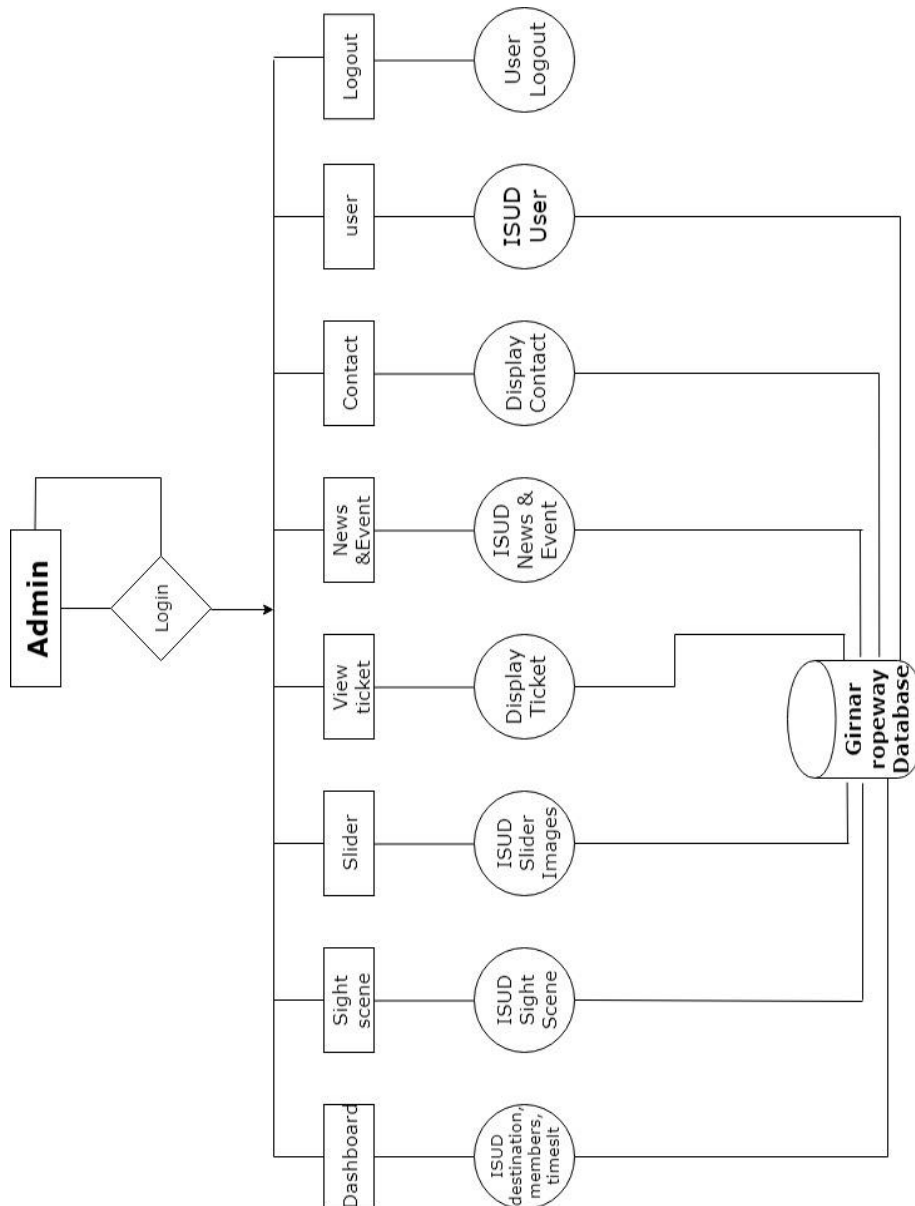 Admin
Login
Dashboard
Sight
scene
Slider
View
ticket
News
&Event
Contact
user
Logout
ISUD
destination,
members,
timeslt
ISUD
Sight
Scene
ISUD
Slider
Images
Display
Ticket
ISUD
News &
Event
Display
Contact
ISUD
User
User
Logout
Girnar
ropeway
Database